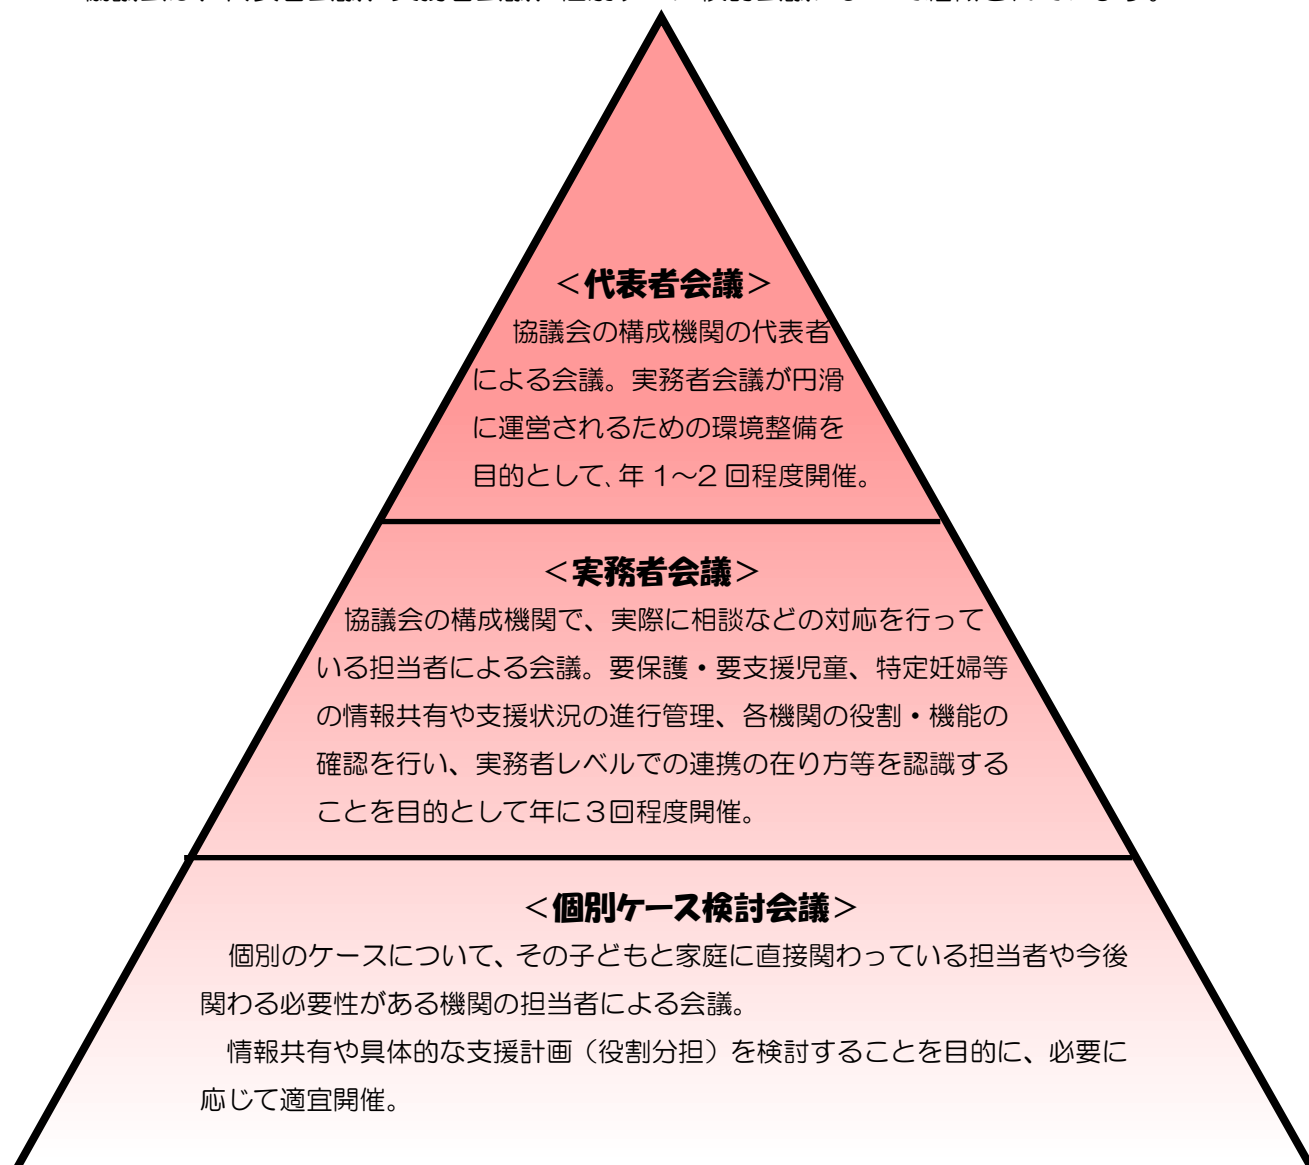 ＜代表者会議＞
協議会の構成機関の代表者
による会議。実務者会議が円滑
に運営されるための環境整備を
目的として、年 1～2 回程度開催。
＜実務者会議＞
協議会の構成機関で、実際に相談などの対応を行って
いる担当者による会議。要保護・要支援児童、特定妊婦等
の情報共有や支援状況の進行管理、各機関の役割・機能の
確認を行い、実務者レベルでの連携の在り方等を認識する
ことを目的として年に３回程度開催。
＜個別ケース検討会議＞
個別のケースについて、その子どもと家庭に直接関わっている担当者や今後
関わる必要性がある機関の担当者による会議。
情報共有や具体的な支援計画（役割分担）を検討することを目的に、必要に
応じて適宜開催。